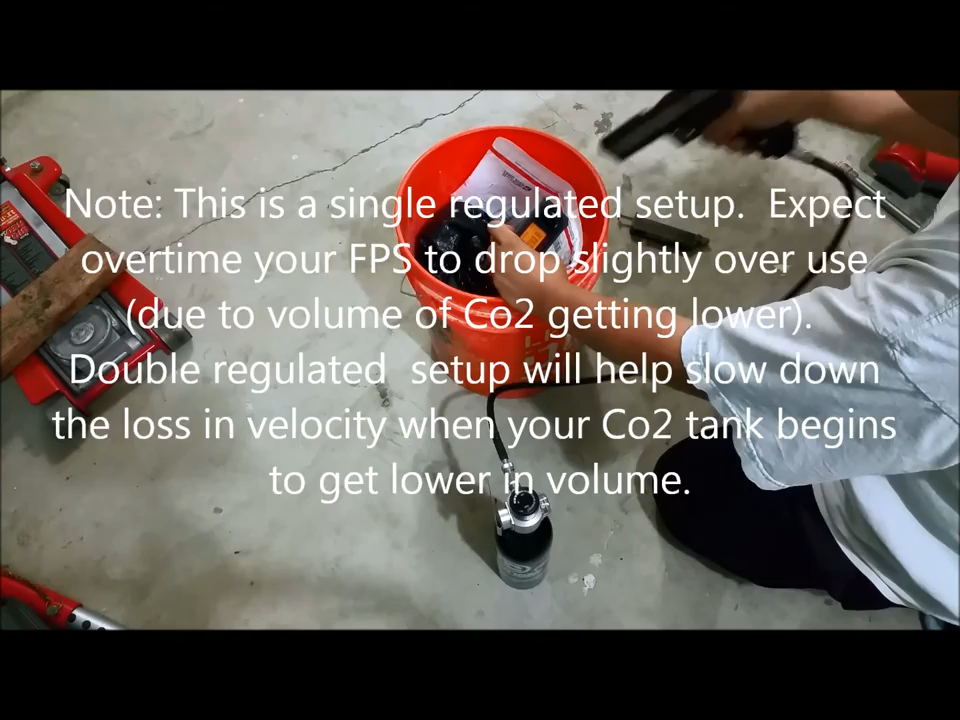 Note: This is a single regulated setup.  Expect
overtime your FPS to drop slightly over use
(due to volume of Co2 getting lower).
Double regulated  setup will help slow down
the loss in velocity when your Co2 tank begins
to get lower in volume.